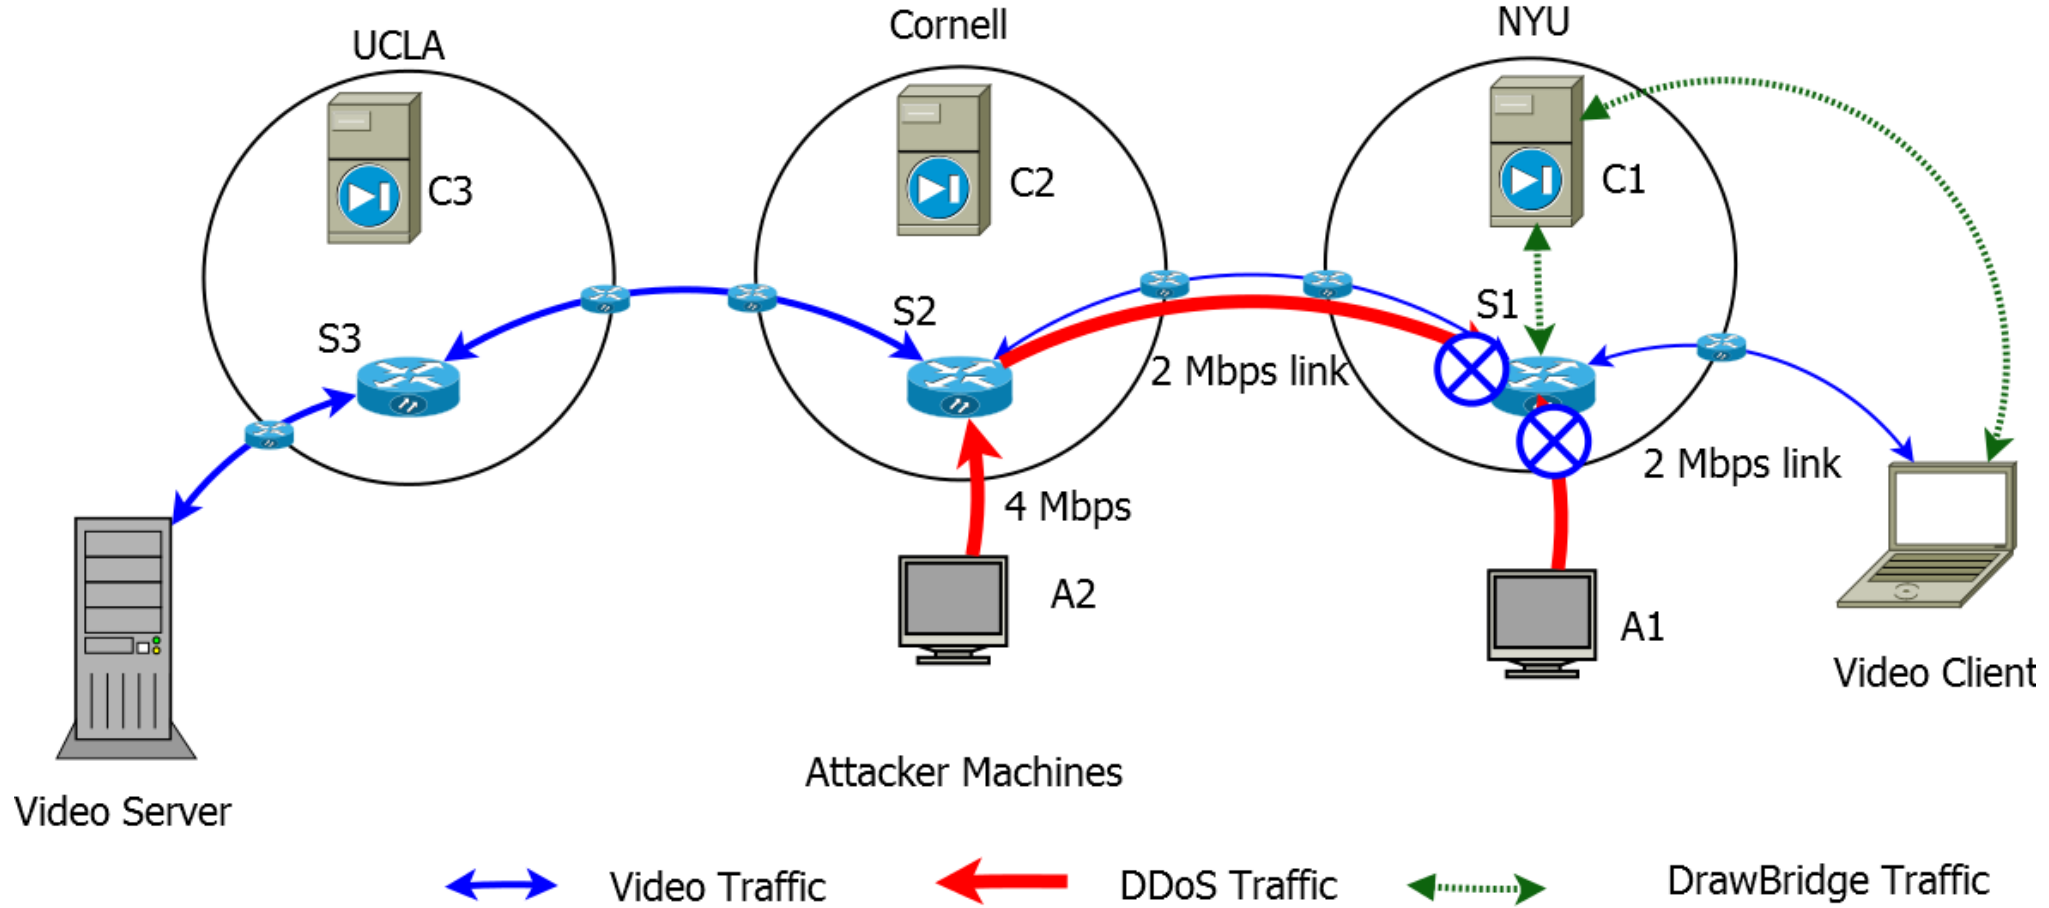 UCLA
Cornell
NYU
C3
C2
C1
S3
S2
S1
2 Mbps link
2 Mbps link
4 Mbps
A2
A1
Video Client
Video Server
Attacker Machines
Video Traffic
DDoS Traffic
DrawBridge Traffic